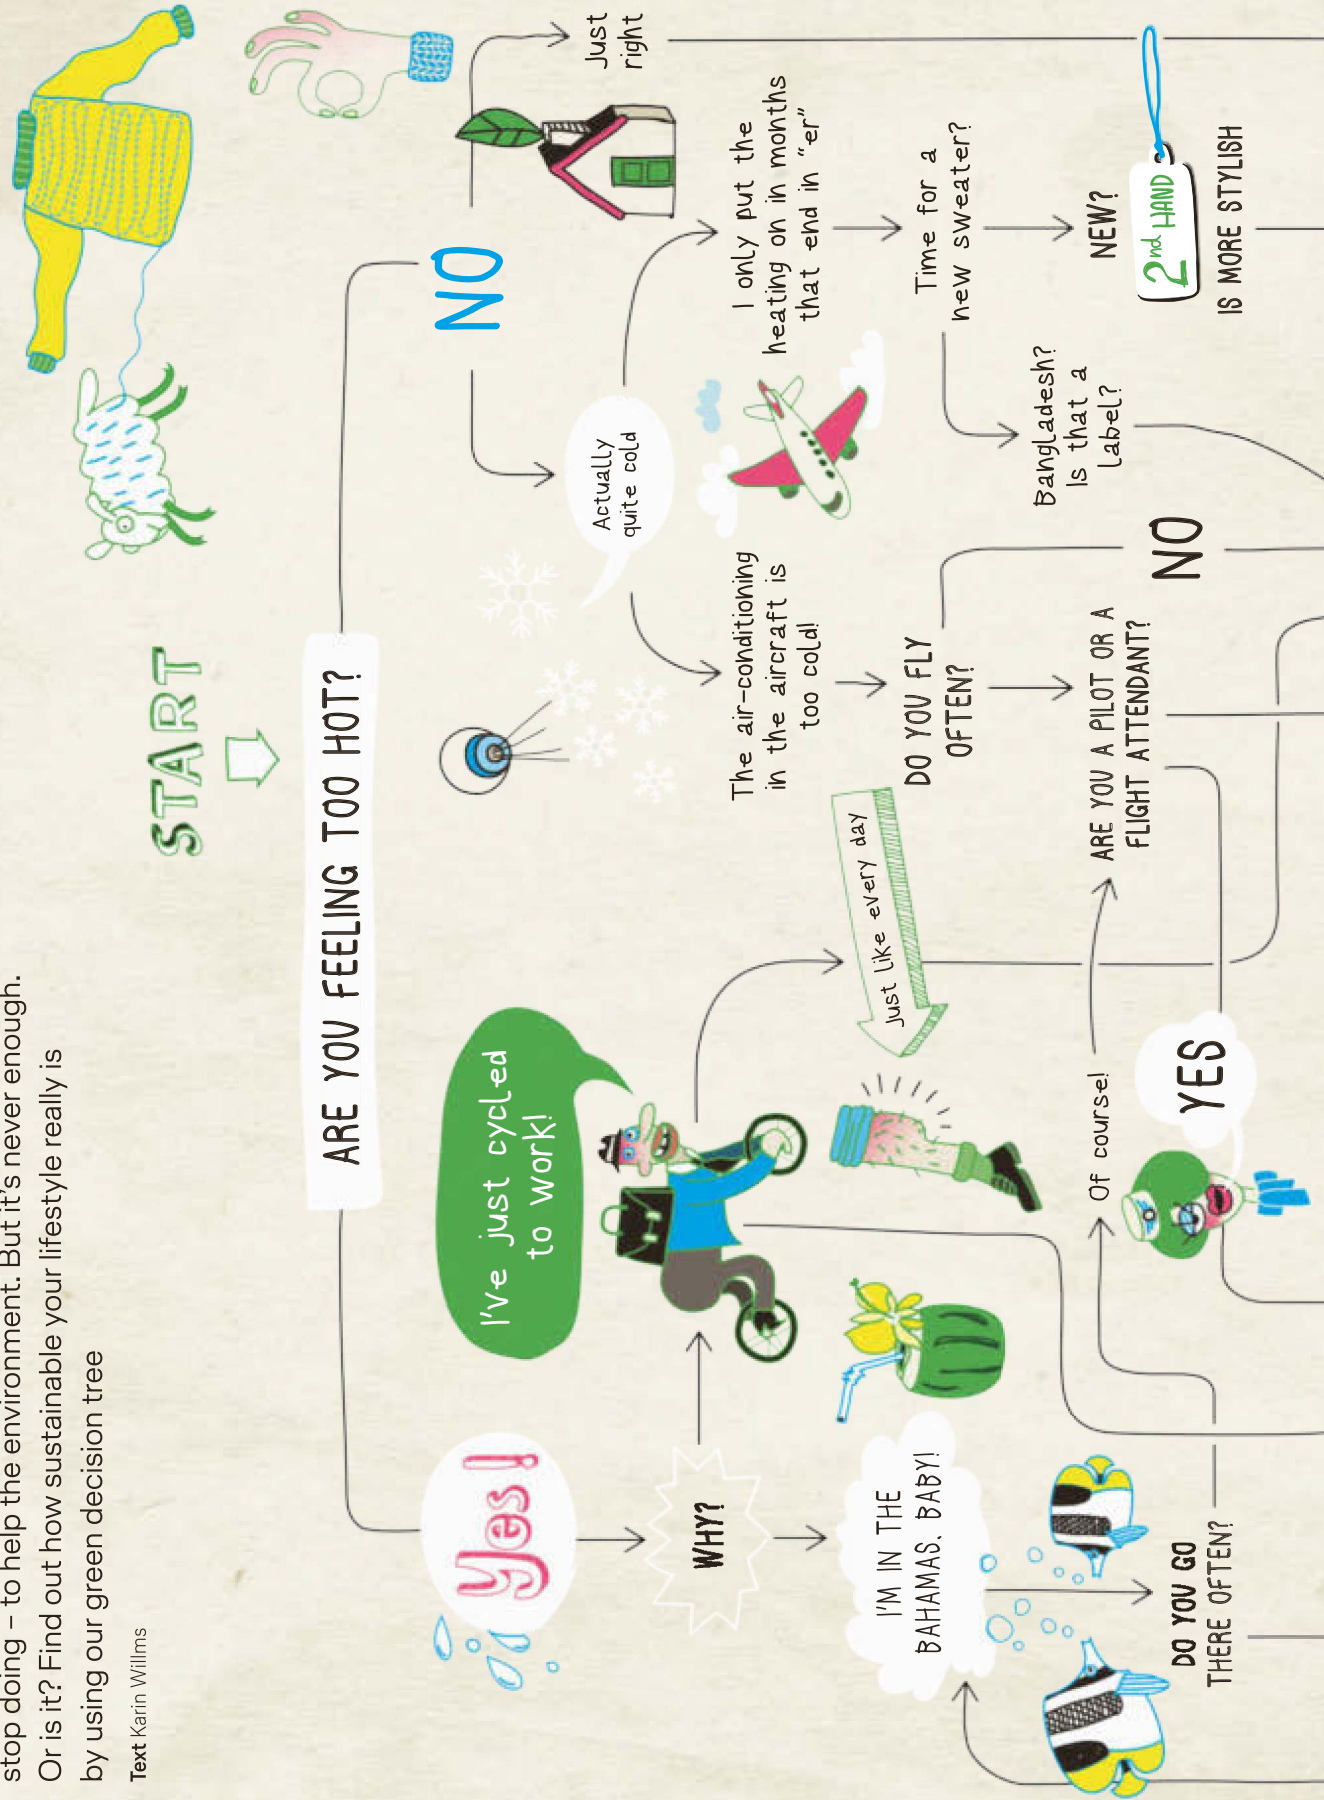 stop doing – to help the environment. But it's never enough.
Or is it? Find out how sustainable your lifestyle really is
by using our green decision tree
Text Karin Willms
START
ARE YOU FEELING TOO HOT?
Yes!
WHY?
I'M IN THE
BAHAMAS. BABY!
DO YOU GO
THERE OFTEN?
I've just cycled
to work!
Just like every day
Of course!
ARE YOU A PILOT OR A
FLIGHT ATTENDANT?
YES
NO
Actually
quite cold
The air-conditioning
in the aircraft is
too cold!
DO YOU FLY
OFTEN?
NO
I only put the
heating on in months
that end in "er"
Time for a
new sweater?
Bangladesh?
Is that a
label?
NEW?
2nd HAND
IS MORE STYLISH
Just
right